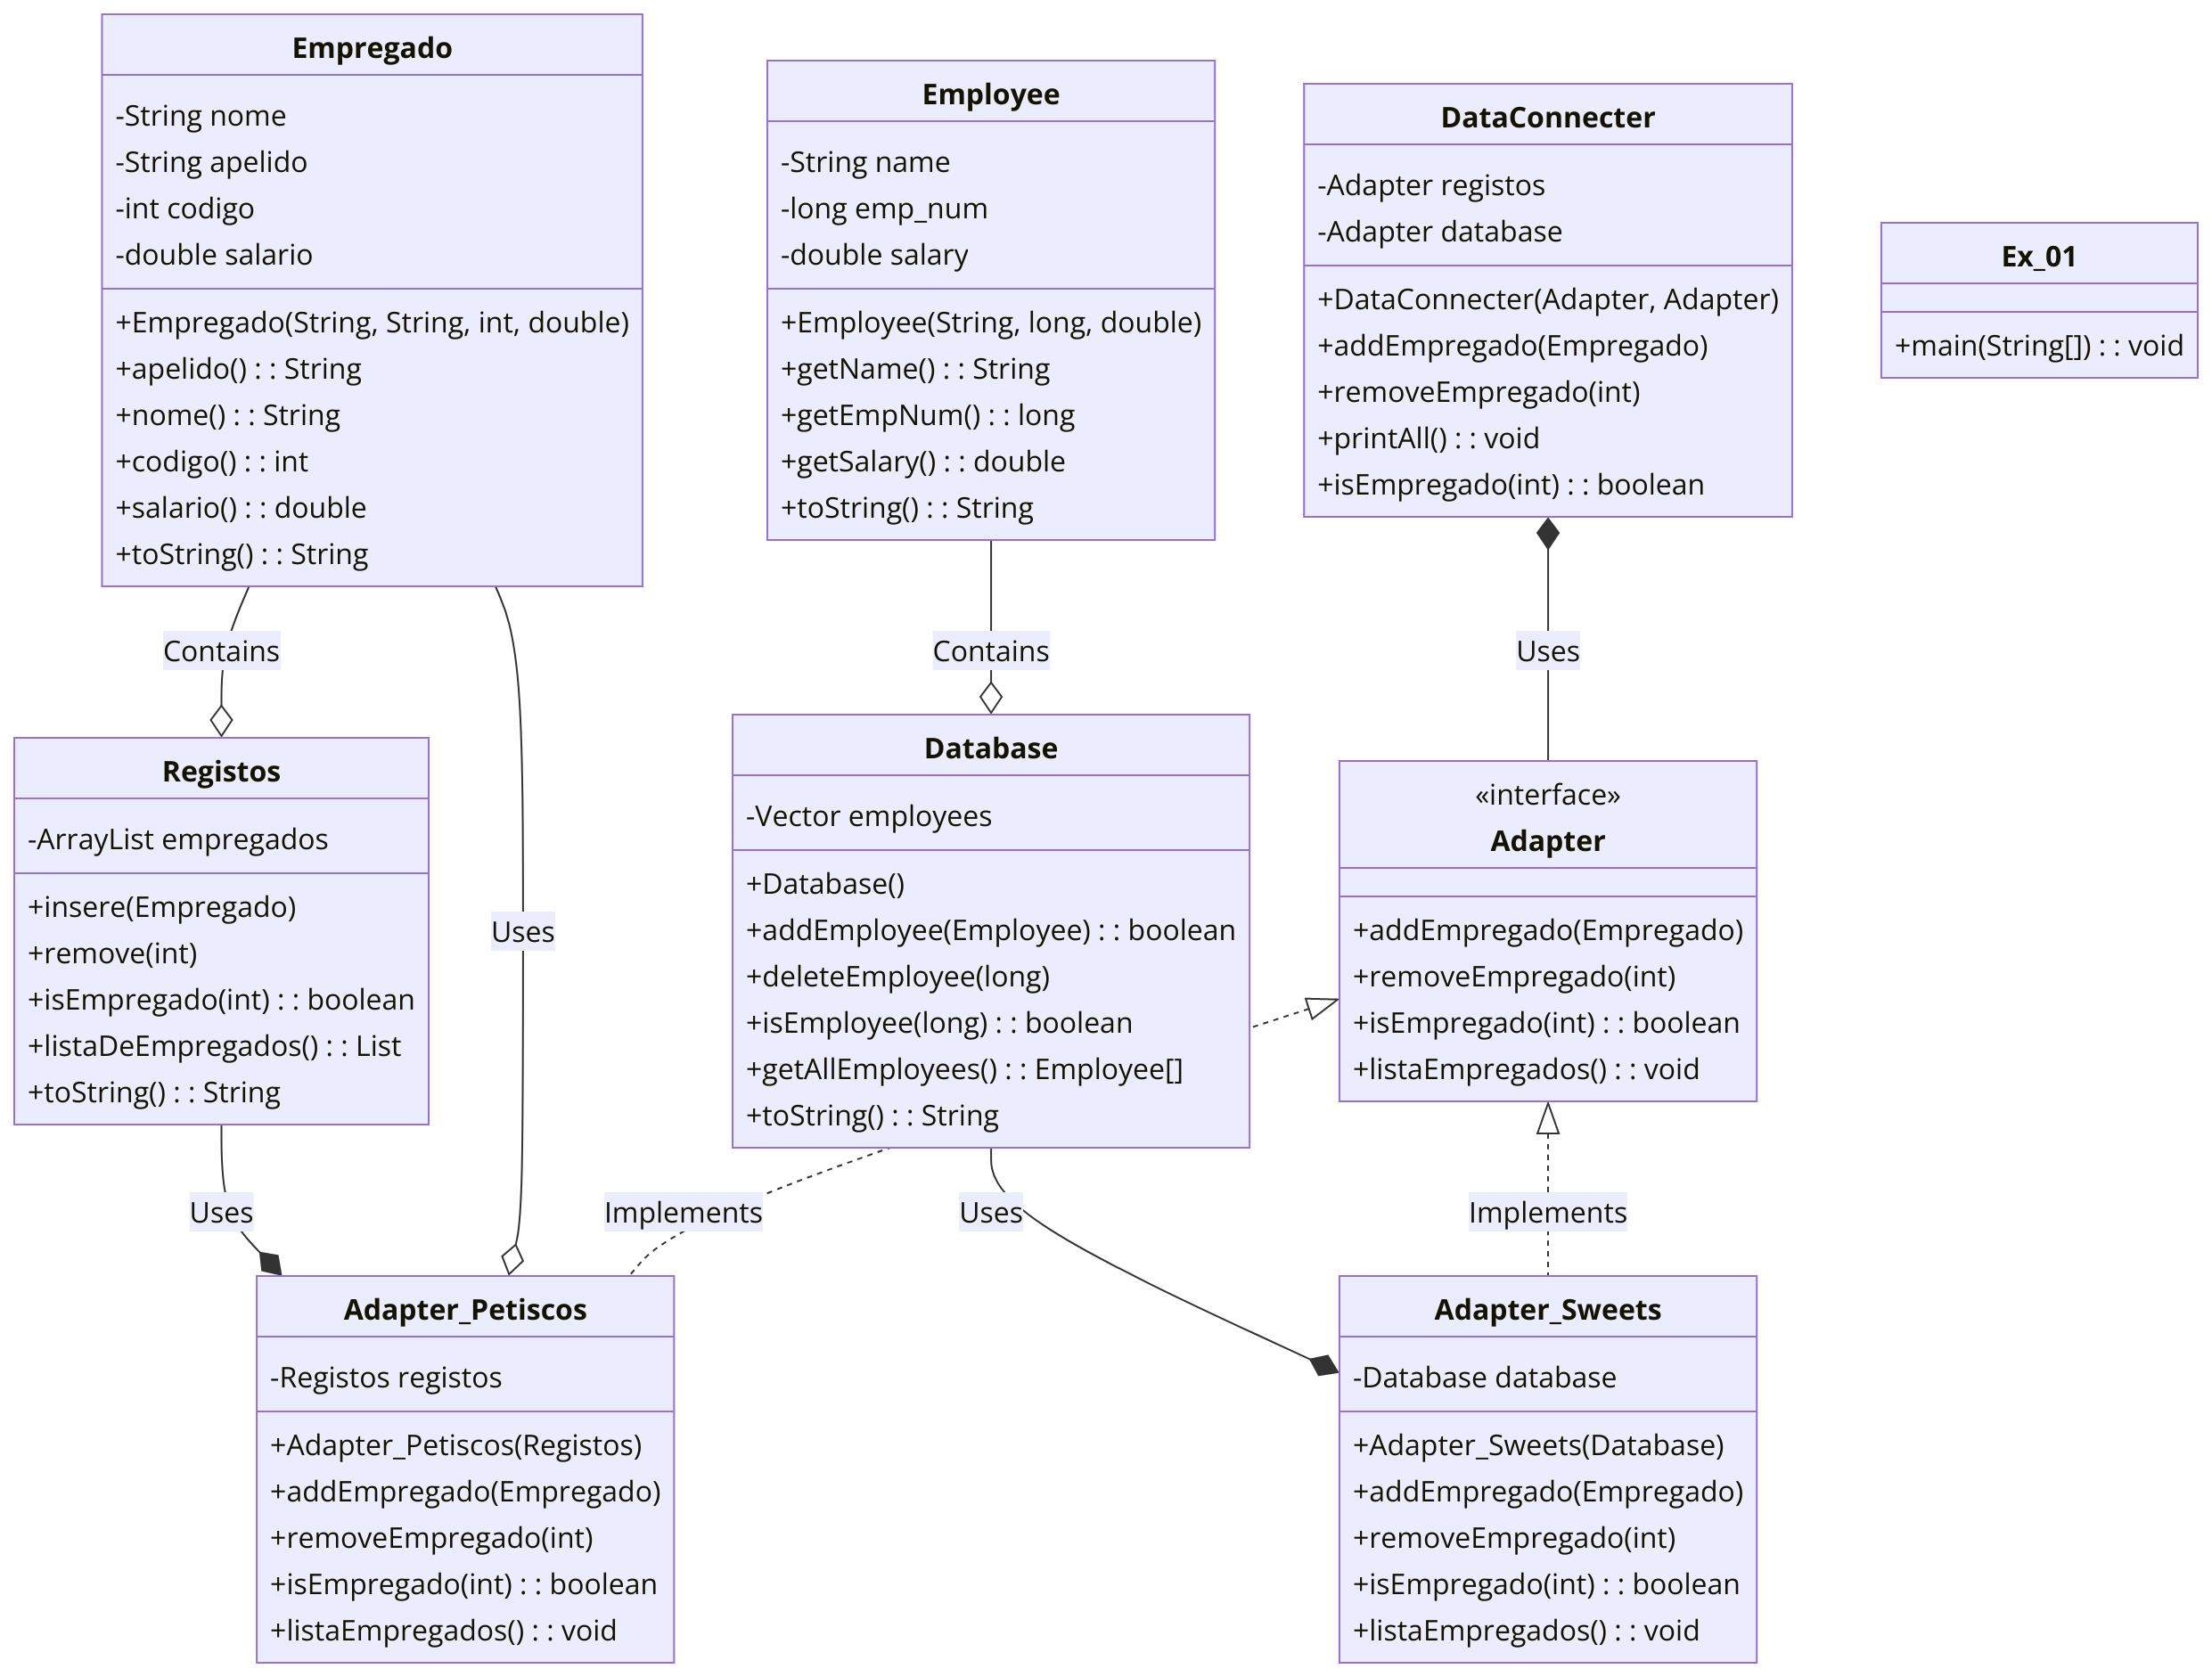 Empregado
-String nome
-String apelido
-int codigo
-double salario
+Empregado(String, String, int, double)
+apelido() : : String
+nome() : : String
+codigo() : : int
+salario() : : double
+toString() : : String
Employee
-String name
-long emp_num
-double salary
+Employee(String, long, double)
+getName() : : String
+getEmpNum() : : long
+getSalary() : : double
+toString() : : String
DataConnecter
-Adapter registos
-Adapter database
+DataConnecter(Adapter, Adapter)
+addEmpregado(Empregado)
+removeEmpregado(int)
+printAll() : : void
+isEmpregado(int) : : boolean
Ex_01
+main(String[]) : : void
Contains
Contains
Uses
Registos
-ArrayList empregados
+insere(Empregado)
+remove(int)
+isEmpregado(int) : : boolean
+listaDeEmpregados() : : List
+toString() : : String
Uses
Database
-Vector employees
+Database()
+addEmployee(Employee) : : boolean
+deleteEmployee(long)
+isEmployee(long) : : boolean
+getAllEmployees() : : Employee[]
+toString() : : String
«interface»
Adapter
+addEmpregado(Empregado)
+removeEmpregado(int)
+isEmpregado(int) : : boolean
+listaEmpregados() : : void
Uses
Implements
Uses
Implements
Adapter_Petiscos
-Registos registos
+Adapter_Petiscos(Registos)
+addEmpregado(Empregado)
+removeEmpregado(int)
+isEmpregado(int) : : boolean
+listaEmpregados() : : void
Adapter_Sweets
-Database database
+Adapter_Sweets(Database)
+addEmpregado(Empregado)
+removeEmpregado(int)
+isEmpregado(int) : : boolean
+listaEmpregados() : : void